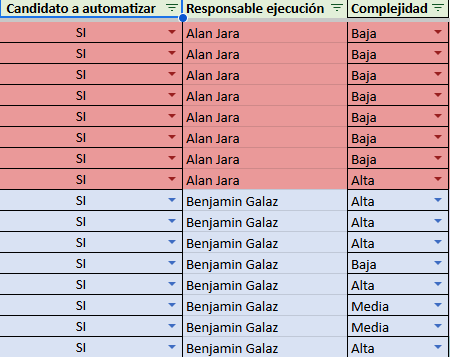 Candidato a automatizar Responsable ejecución Complejidad
SI Alan Jara Baja
SI Alan Jara Baja
SI Alan Jara Baja
SI Alan Jara Baja
SI Alan Jara Baja
SI Alan Jara Baja
SI Alan Jara Baja
SI Alan Jara Alta
SI Benjamin Galaz Alta
SI Benjamin Galaz Alta
SI Benjamin Galaz Alta
SI Benjamin Galaz Baja
SI Benjamin Galaz Alta
SI Benjamin Galaz Media
SI Benjamin Galaz Media
SI Benjamin Galaz Alta